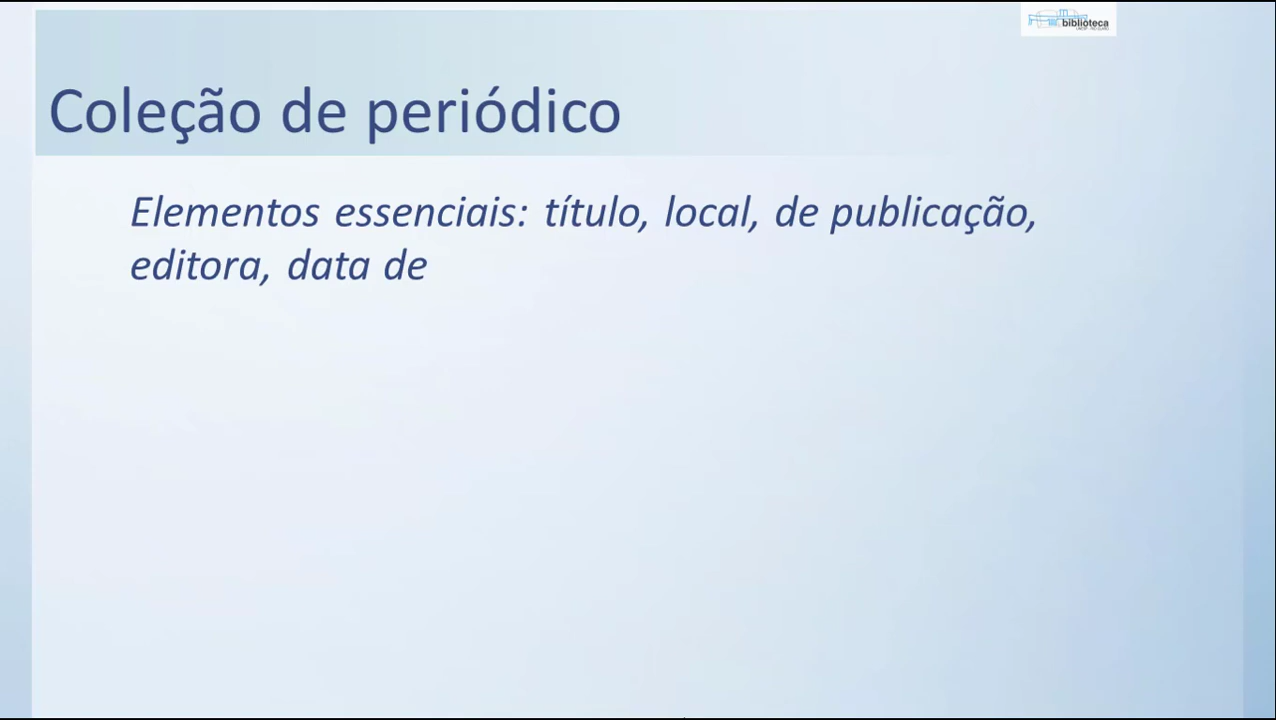 biblioteca
Coleção de periódico
Elementos essenciais: título, local, de publicação,
editora, data de